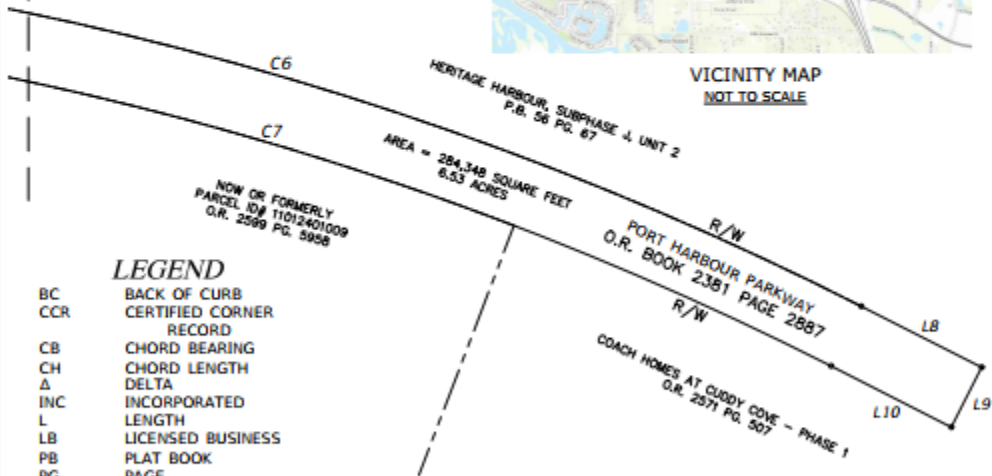 C6
VICINITY MAP
NOT TO SCALE
HERITAGE HARBOUR, SUBPHASE J, UNIT 2
P.B. 56 PG. 67
C7
AREA = 284,348 SQUARE FEET
6.53 ACRES
NOW OR FORMERLY
PARCEL ID# 11012401009
O.R. 2599 PG. 5958
R/W
PORT HARBOUR PARKWAY
O.R. BOOK 2381 PAGE 2887
R/W
L8
L9
L10
COACH HOMES AT CUDDY COVE - PHASE 1
O.R. 2571 PG. 507
LEGEND
BC BACK OF CURB
CCR CERTIFIED CORNER
RECORD
CB CHORD BEARING
CH CHORD LENGTH
Δ DELTA
INC INCORPORATED
L LENGTH
LB LICENSED BUSINESS
PB PLAT BOOK
PG PAGE